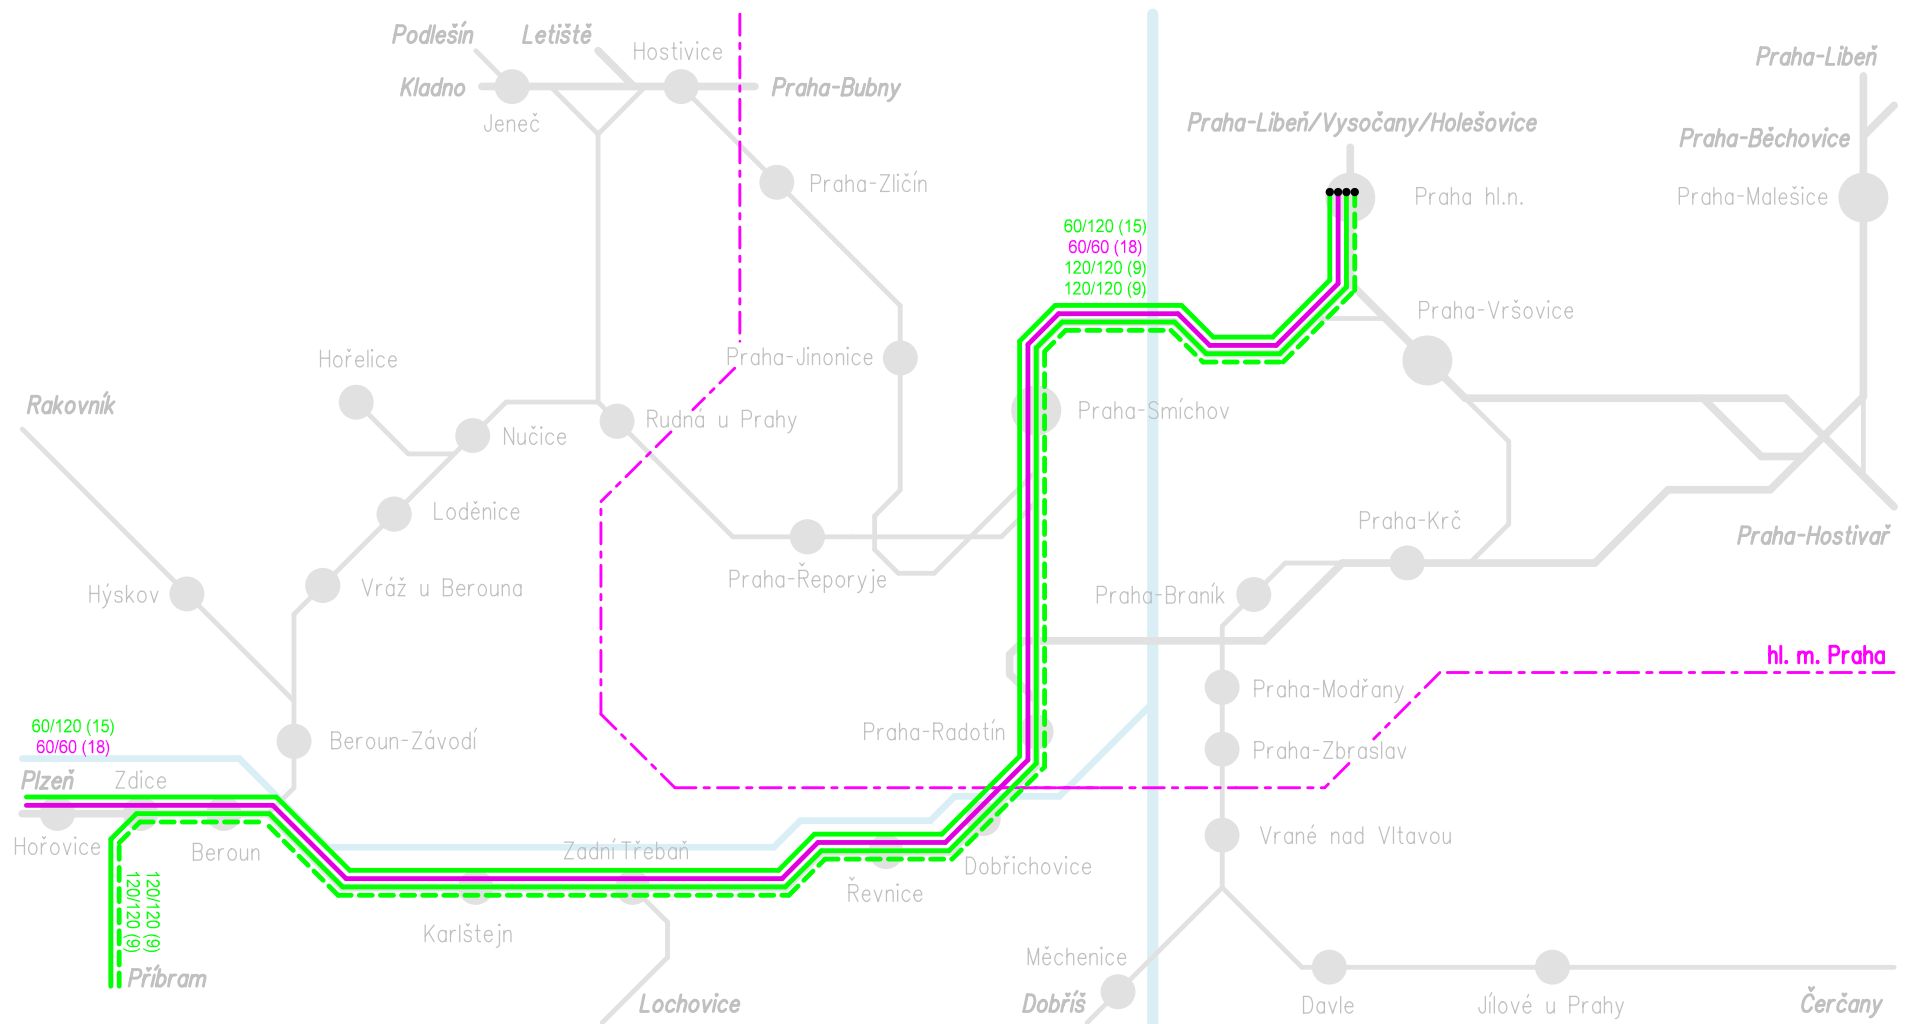 Podlešín
Letiště
Hostivice
Kladno
Praha-Bubny
Jeneč
Praha-Libeň
Praha-Libeň/Vysočany/Holešovice
Praha-Běchovice
Praha-Zličín
Praha hl.n.
Praha-Malešice
60/120 (15)
60/60 (18)
120/120 (9)
120/120 (9)
Praha-Vršovice
Hořelice
Praha-Jinonice
Rakovník
Rudná u Prahy
Praha-Smíchov
Nučice
Loděnice
Praha-Krč
Praha-Hostivař
Praha-Řeporyje
Hýskov
Vráž u Berouna
Praha-Braník
hl. m. Praha
Praha-Modřany
60/120 (15)
60/60 (18)
Beroun-Závodí
Praha-Radotín
Praha-Zbraslav
Plzeň
Zdice
Hořovice
Beroun
Zadní Třebaň
Vrané nad Vltavou
Dobřichovice
Řevnice
120/120 (9)
120/120 (9)
Karlštejn
Příbram
Měchenice
Lochovice
Dobříš
Davle
Jílové u Prahy
Čerčany